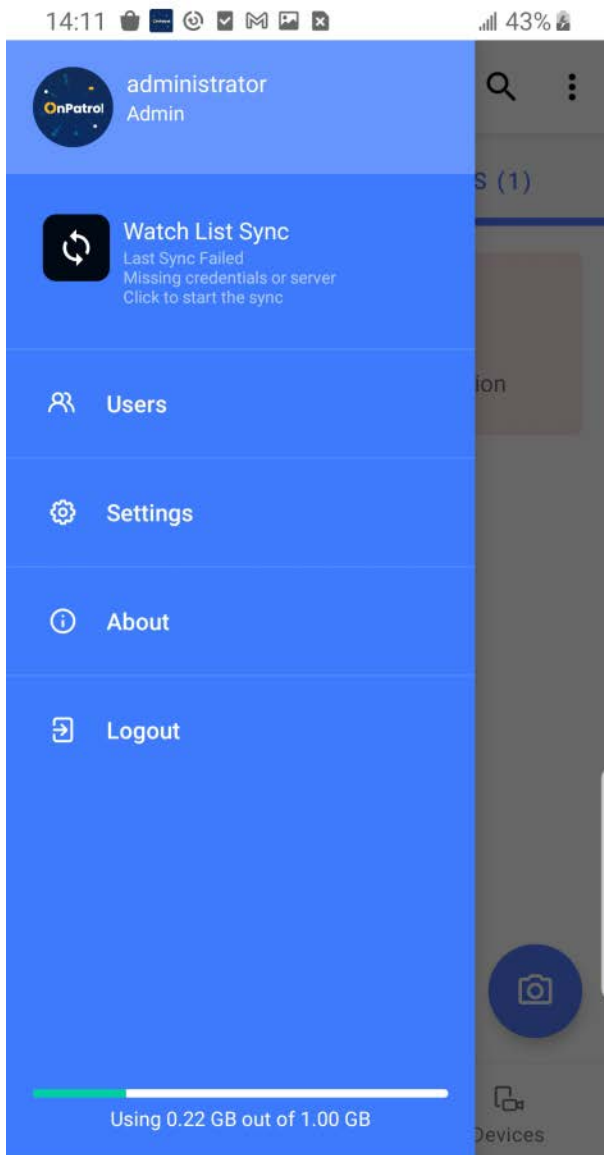 14:11
43%
OnPatrol
administrator
Admin
S (1)
Watch List Sync
Last Sync Failed
Missing credentials or server
Click to start the sync
ion
Users
Settings
About
Logout
Using 0.22 GB out of 1.00 GB
Devices